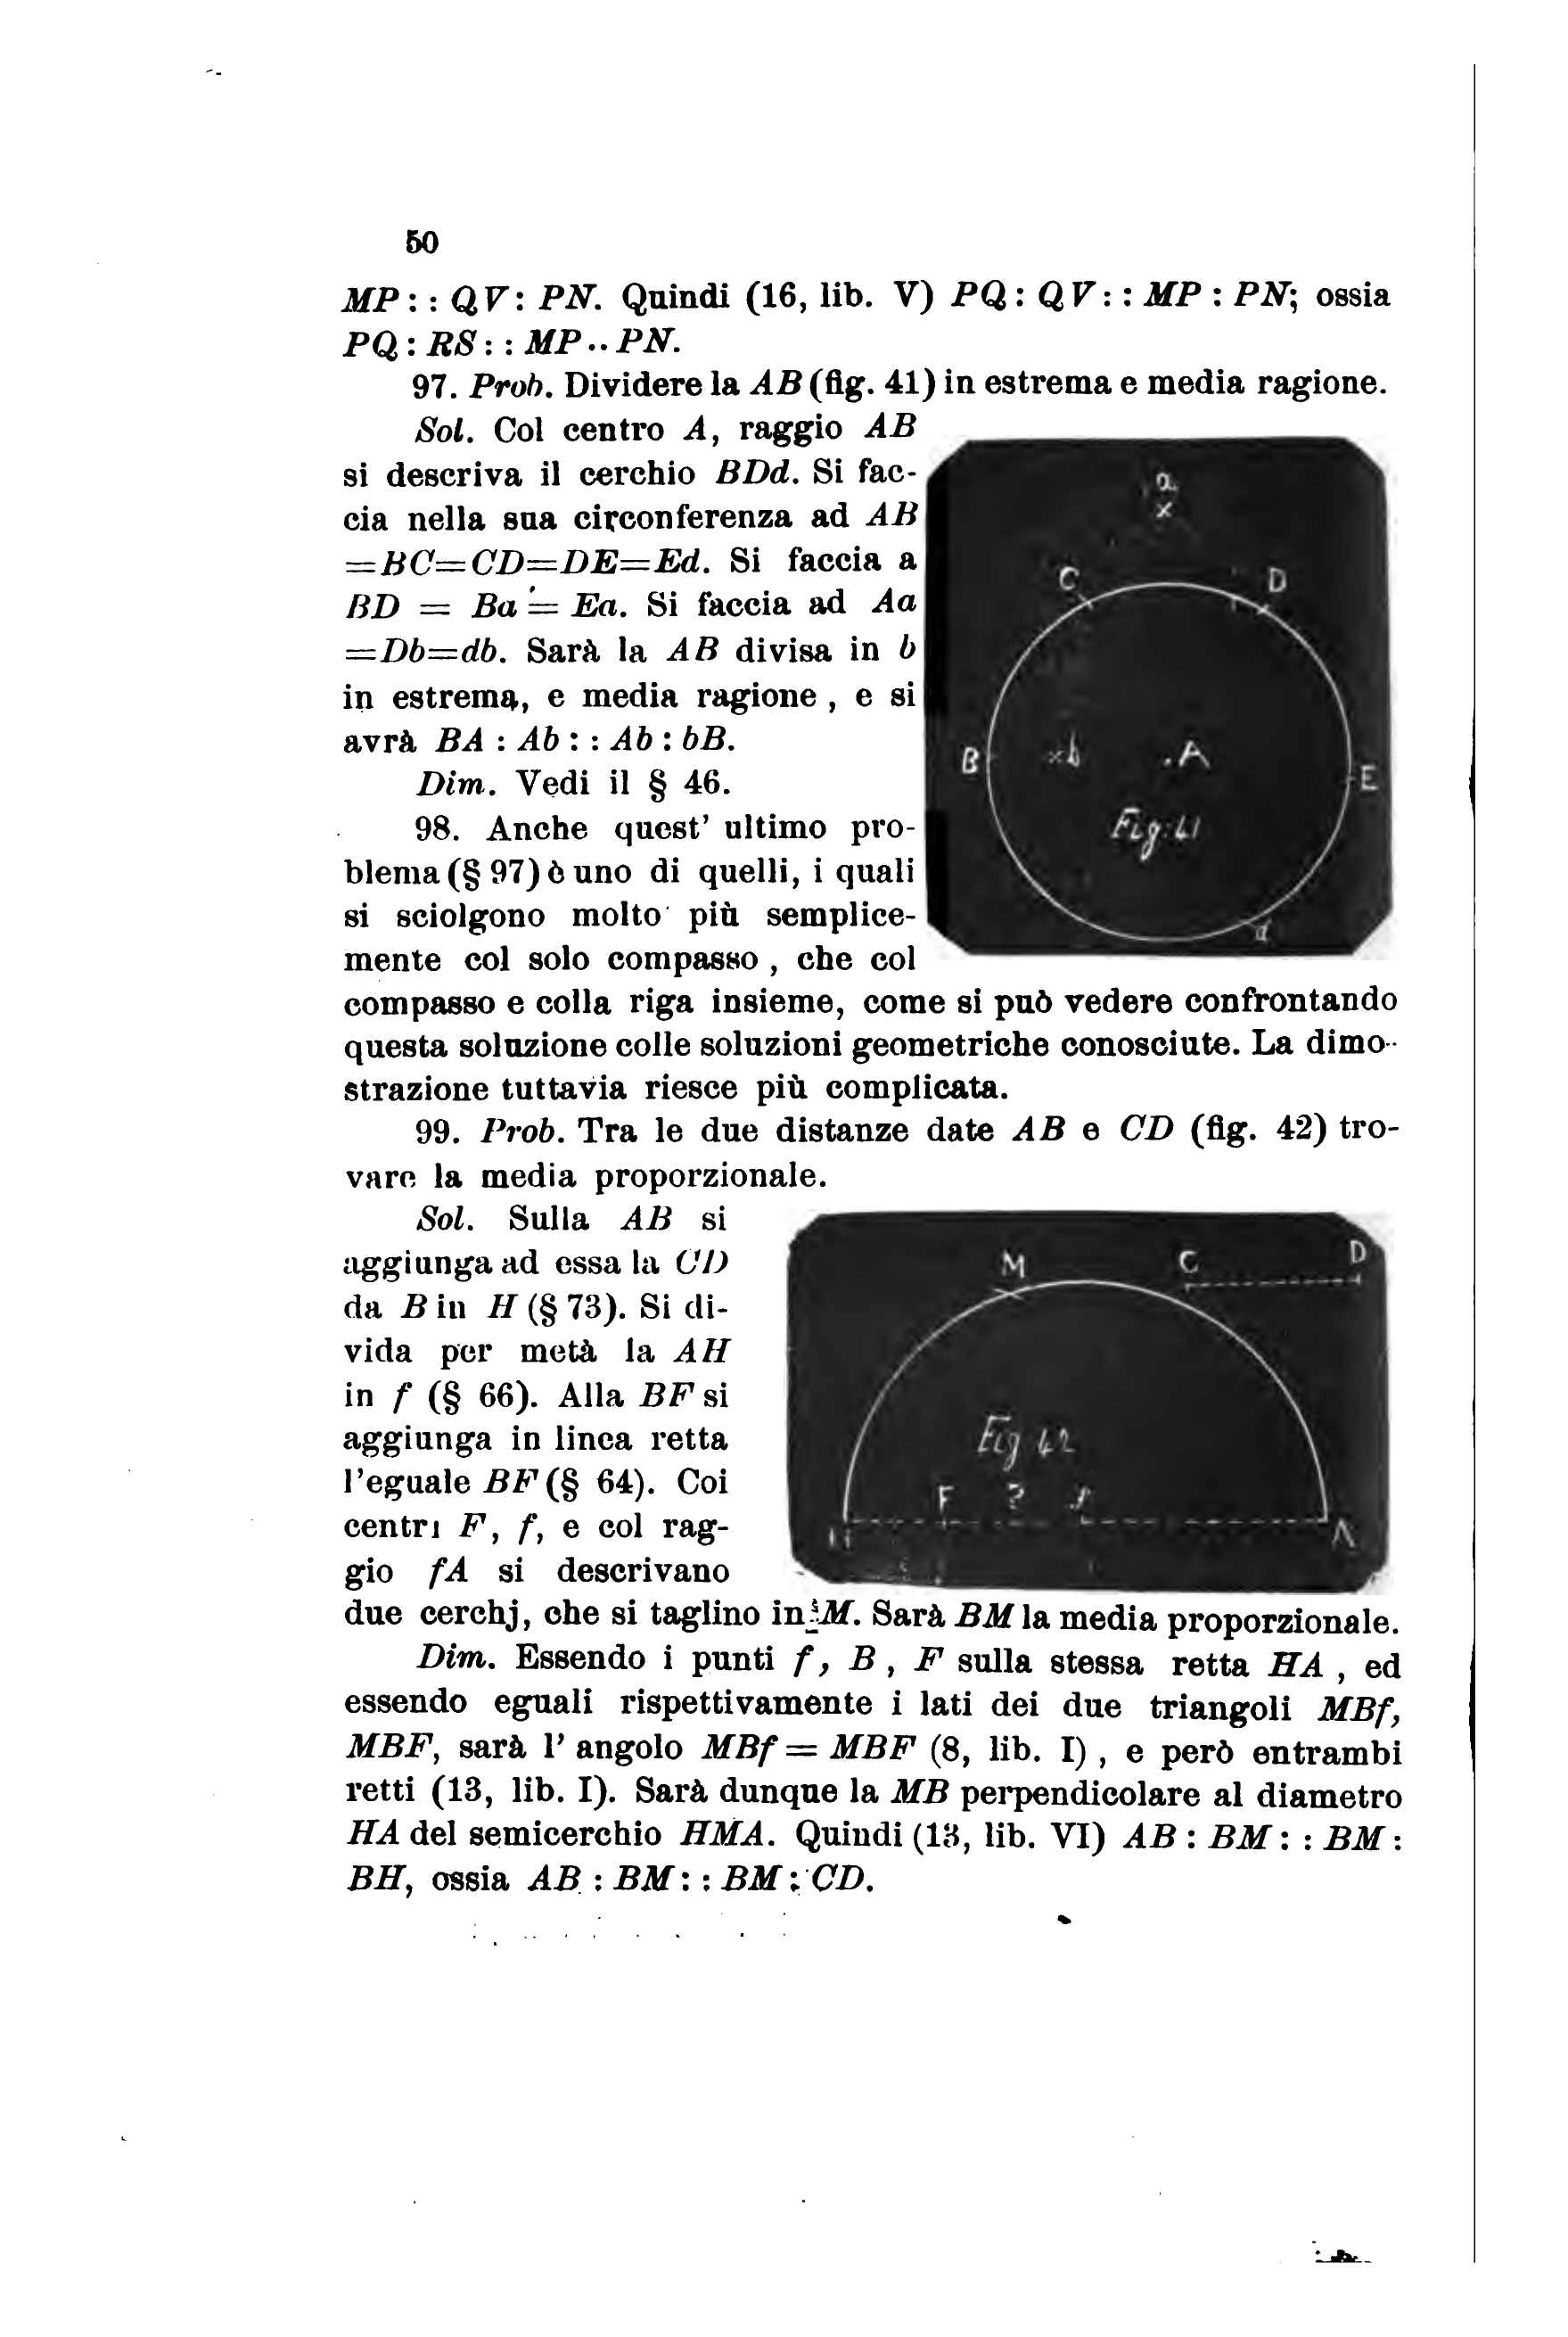 50
MP : : QV : PN. Quindi (16, lib. V) PQ : QV : : MP : PN; ossia
PQ : RS : : MP .. PN.
97. Prob. Dividere la AB (fig. 41) in estrema e media ragione.
Sol. Col centro A, raggio AB
si descriva il cerchio BDd. Si fac-
cia nella sua circonferenza ad AB
=BC=CD=DE=Ed. Si faccia a
BD = Ba = Ea. Si faccia ad Aa
=Db=db. Sarà la AB divisa in b
in estrema, e media ragione , e si
avrà BA : Ab : : Ab : bB.
Dim. Vedi il § 46.
98. Anche quest' ultimo pro-
blema (§ 97) è uno di quelli, i quali
si sciolgono molto più semplice-
mente col solo compasso , che col
a
C D
B b A E
Fig: 41
d
compasso e colla riga insieme, come si può vedere confrontando
questa soluzione colle soluzioni geometriche conosciute. La dimo-
strazione tuttavia riesce più complicata.
99. Prob. Tra le due distanze date AB e CD (fig. 42) tro-
vare la media proporzionale.
Sol. Sulla AB si
aggiunga ad essa la CD
da B in H (§ 73). Si di-
vida per metà la AH
in f (§ 66). Alla BF si
aggiunga in linea retta
l'eguale BF (§ 64). Coi
centri F, f, e col rag-
gio fA si descrivano
M C D
Fig 42
F f
H A
due cerchj, che si taglino in M. Sarà BM la media proporzionale.
Dim. Essendo i punti f , B , F sulla stessa retta HA , ed
essendo eguali rispettivamente i lati dei due triangoli MBf,
MBF, sarà l' angolo MBf = MBF (8, lib. I) , e però entrambi
retti (13, lib. I). Sarà dunque la MB perpendicolare al diametro
HA del semicerchio HMA. Quindi (13, lib. VI) AB : BM : : BM :
BH, ossia AB : BM : : BM : CD.